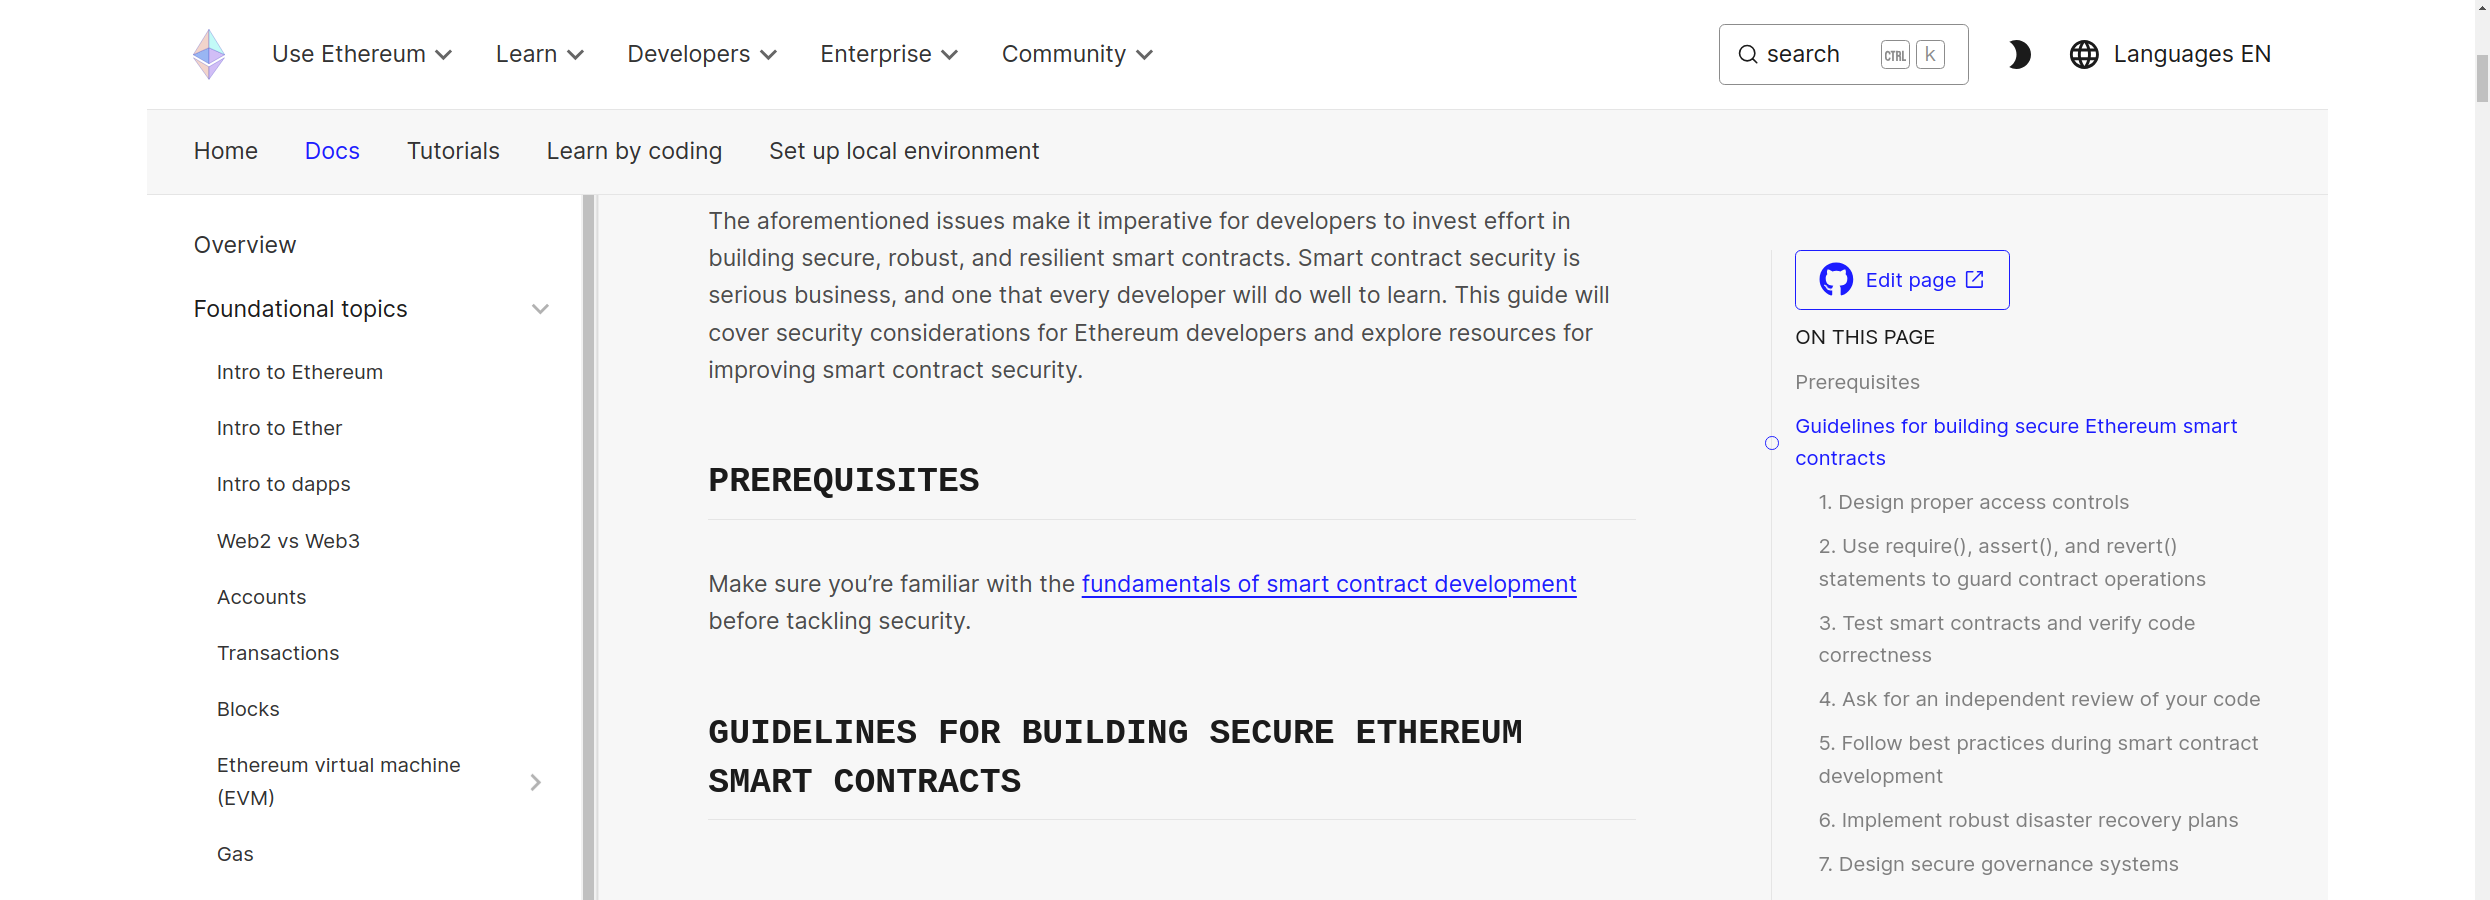 Use Ethereum
Learn
Developers
Enterprise
Community
search
CTRL
k
Languages EN
Home
Docs
Tutorials
Learn by coding
Set up local environment
Overview
Foundational topics
Intro to Ethereum
Intro to Ether
Intro to dapps
Web2 vs Web3
Accounts
Transactions
Blocks
Ethereum virtual machine
(EVM)
Gas
The aforementioned issues make it imperative for developers to invest effort in
building secure, robust, and resilient smart contracts. Smart contract security is
serious business, and one that every developer will do well to learn. This guide will
cover security considerations for Ethereum developers and explore resources for
improving smart contract security.
PREREQUISITES
Make sure you’re familiar with the fundamentals of smart contract development
before tackling security.
GUIDELINES FOR BUILDING SECURE ETHEREUM
SMART CONTRACTS
Edit page
ON THIS PAGE
Prerequisites
Guidelines for building secure Ethereum smart
contracts
1. Design proper access controls
2. Use require(), assert(), and revert()
statements to guard contract operations
3. Test smart contracts and verify code
correctness
4. Ask for an independent review of your code
5. Follow best practices during smart contract
development
6. Implement robust disaster recovery plans
7. Design secure governance systems